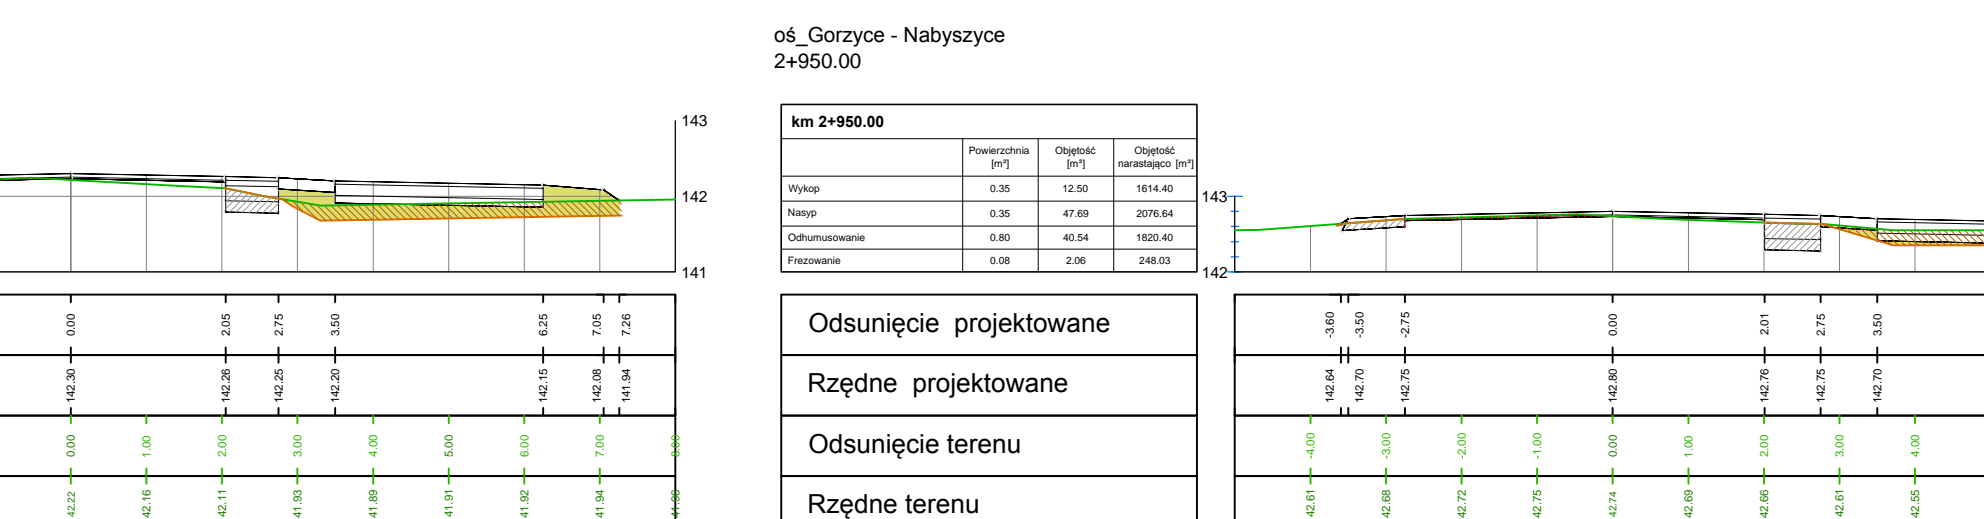 oś_Gorzyce - Nabyszyce
2+950.00
143
142
141
0.00 2.05 2.75 3.50 6.25 7.05 7.26
142.30 142.26 142.25 142.20 142.15 142.08 141.94
0.00 1.00 2.00 3.00 4.00 5.00 6.00 7.00 8.00
42.22 42.16 42.11 41.93 41.89 41.91 41.92 41.94 41.96
km 2+950.00
Powierzchnia [m²] Objętość [m³] Objętość narastająco [m³]
Wykop 0.35 12.50 1614.40
Nasyp 0.35 47.69 2076.64
Odhumusowanie 0.80 40.54 1820.40
Frezowanie 0.08 2.06 248.03
Odsunięcie projektowane
Rzędne projektowane
Odsunięcie terenu
Rzędne terenu
143
142
-3.60 -3.50 -2.75 0.00 2.01 2.75 3.50
142.64 142.70 142.75 142.80 142.76 142.75 142.70
-4.00 -3.00 -2.00 -1.00 0.00 1.00 2.00 3.00 4.00
42.61 42.68 42.72 42.75 42.74 42.69 42.66 42.61 42.55